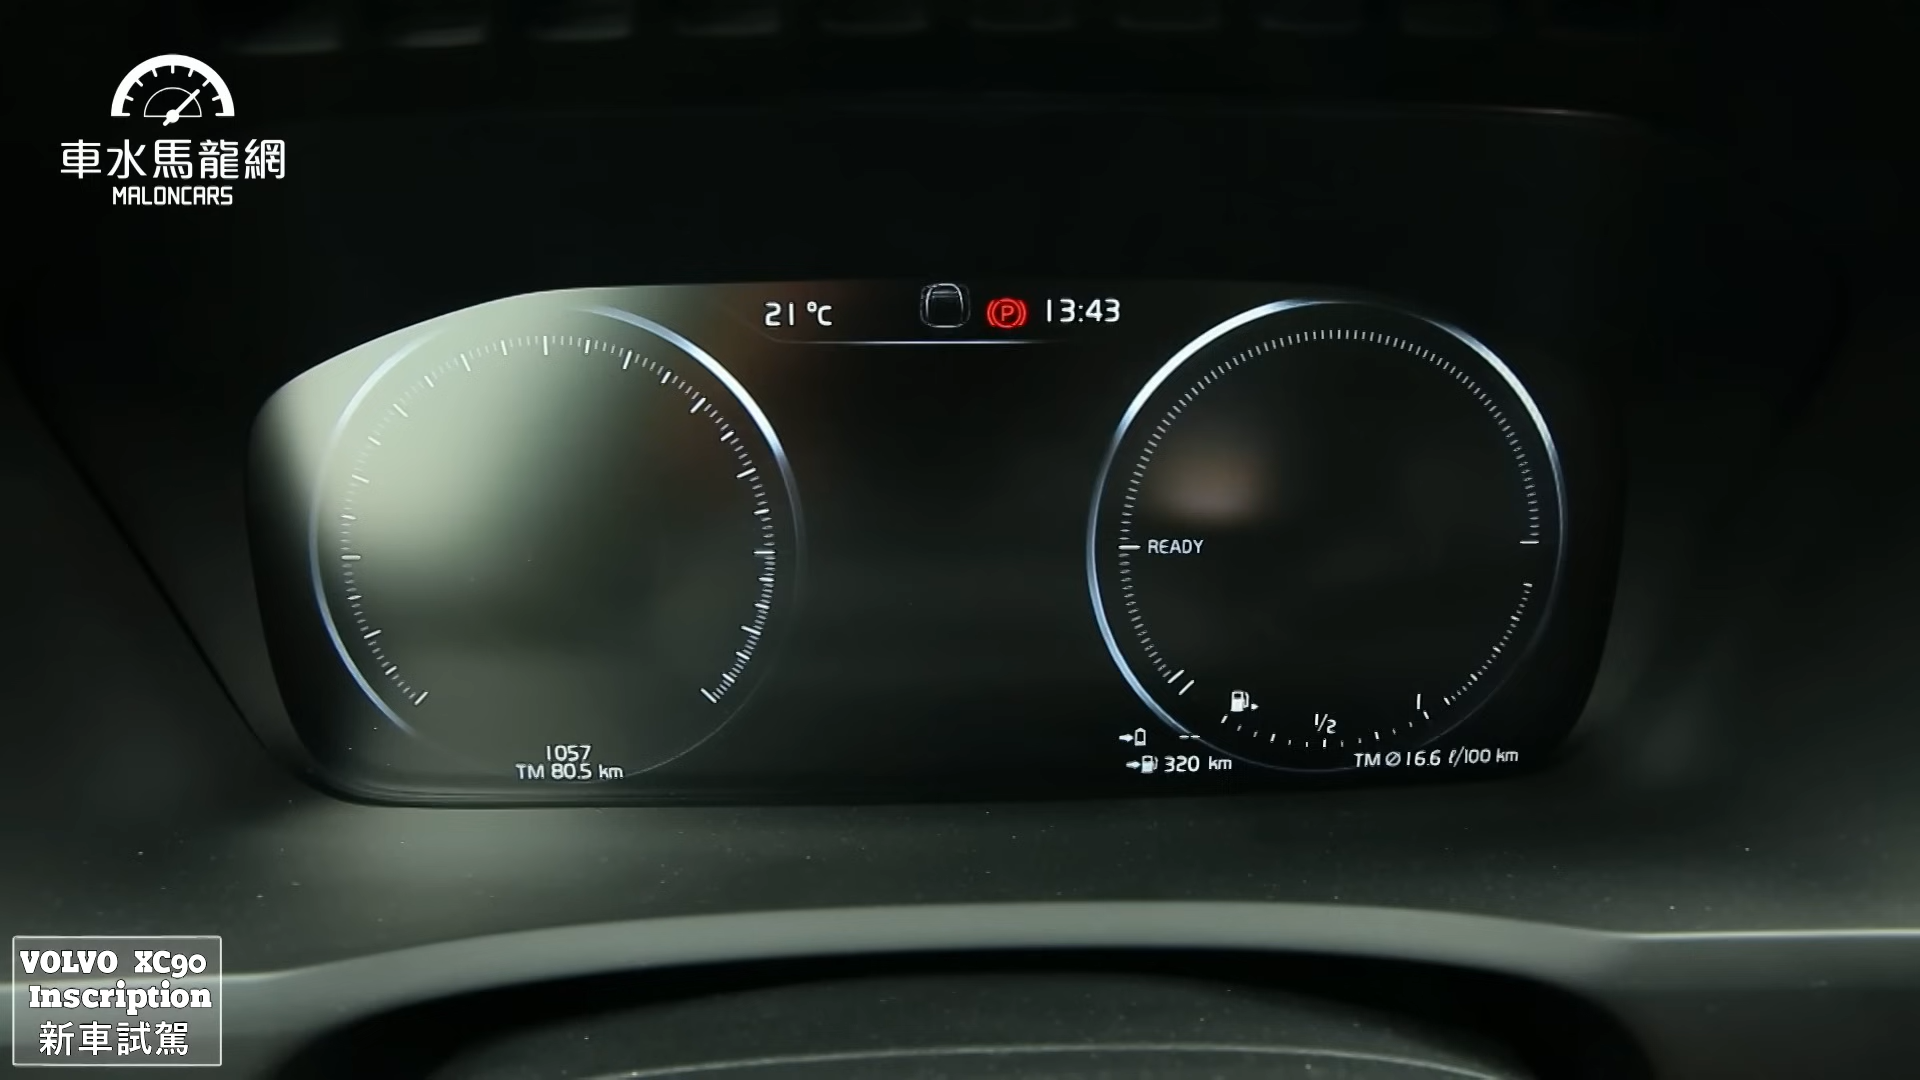 車水馬龍網
MALONCARS
21 °C
P
13:43
READY
1/2
1
1057
TM 80.5 km
--
320 km
TM Ø 16.6 ℓ/100 km
VOLVO XC90
Inscription
新車試駕